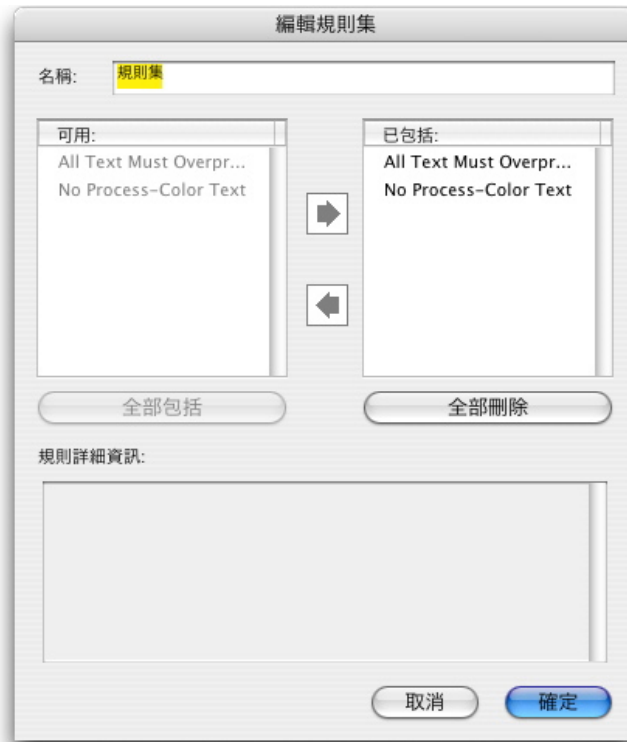 編輯規則集
名稱: 規則集
可用:
All Text Must Overpr...
No Process-Color Text
已包括:
All Text Must Overpr...
No Process-Color Text
全部包括
全部刪除
規則詳細資訊:
取消
確定